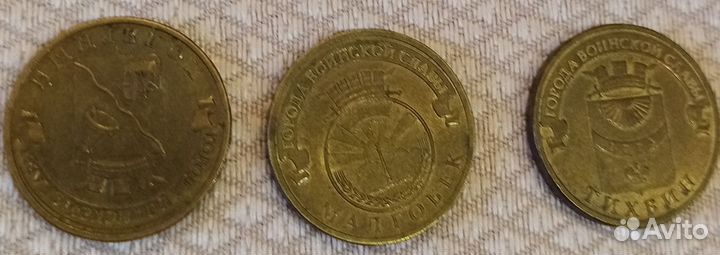 ГОРОДА ВОИНСКОЙ СЛАВЫ
МАЛГОБЕК
ГОРОДА ВОИНСКОЙ СЛАВЫ
ТИХВИН
Avito